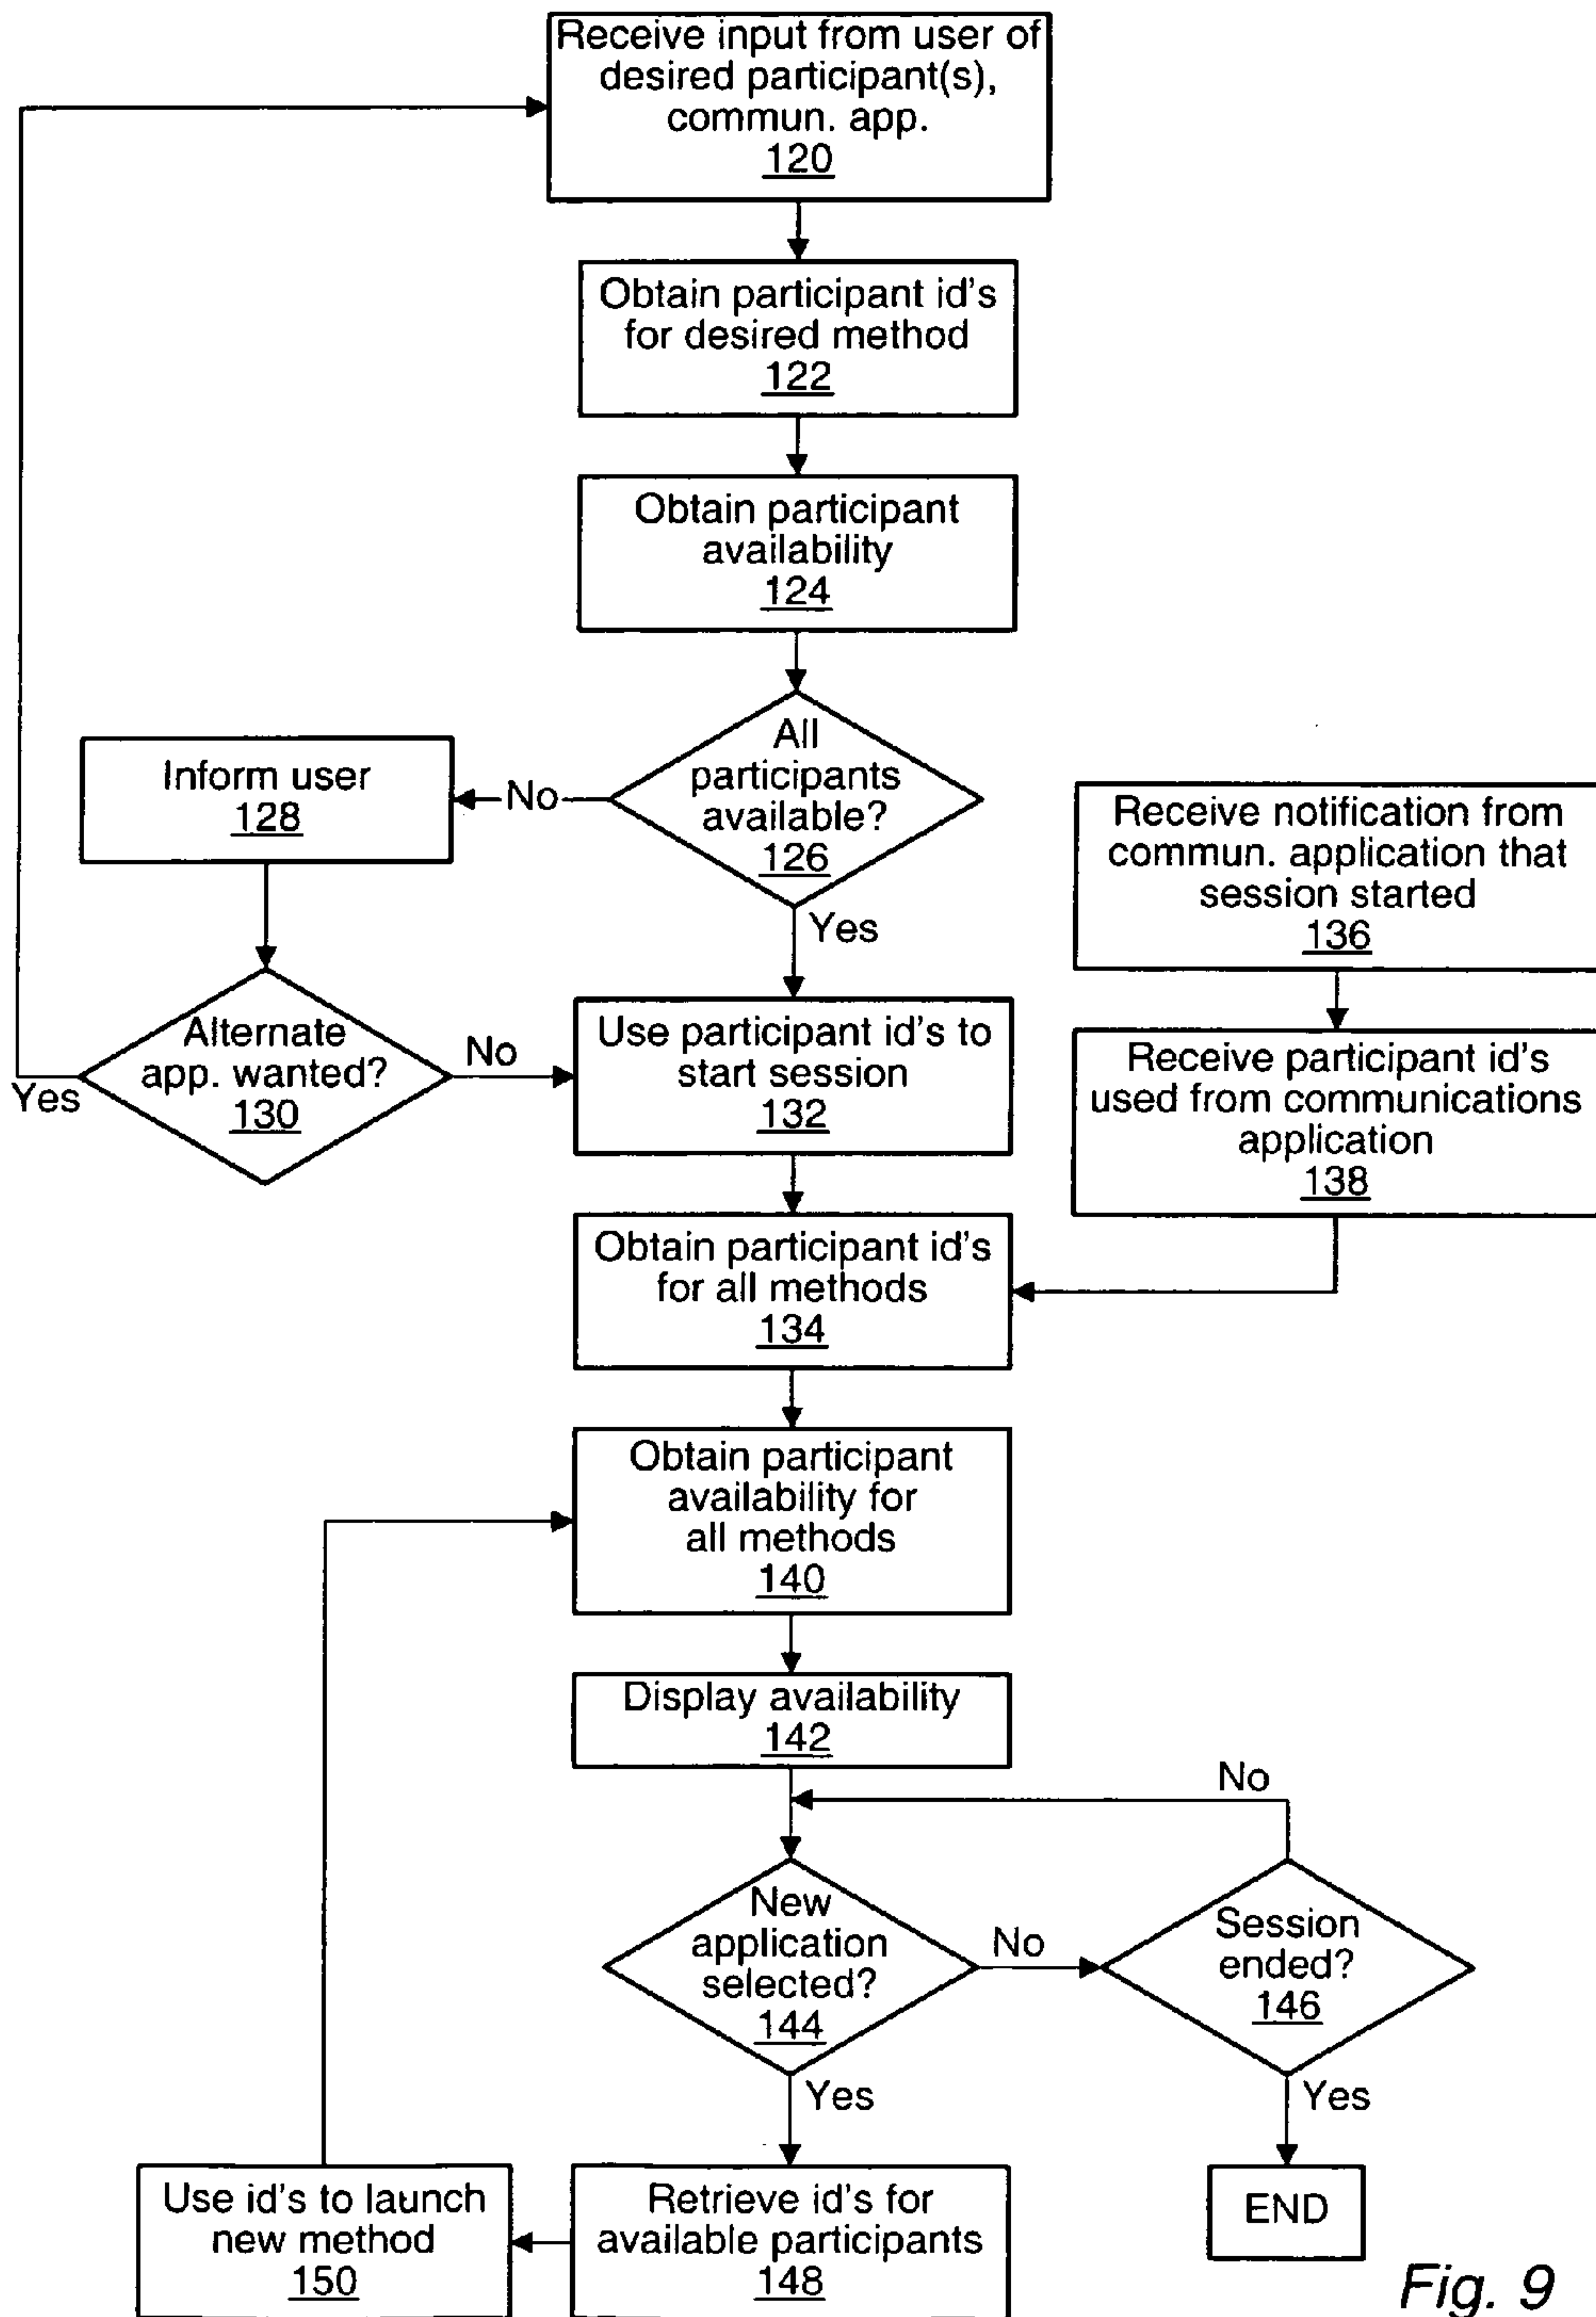 Receive input from user of
desired participant(s),
commun. app.
120
Obtain participant id's
for desired method
122
Obtain participant
availability
124
All
participants
available?
126
No
Yes
Inform user
128
Alternate
app. wanted?
130
Yes
No
Use participant id's to
start session
132
Receive notification from
commun. application that
session started
136
Receive participant id's
used from communications
application
138
Obtain participant id's
for all methods
134
Obtain participant
availability for
all methods
140
Display availability
142
No
New
application
selected?
144
No
Session
ended?
146
Yes
Yes
Use id's to launch
new method
150
Retrieve id's for
available participants
148
END
Fig. 9